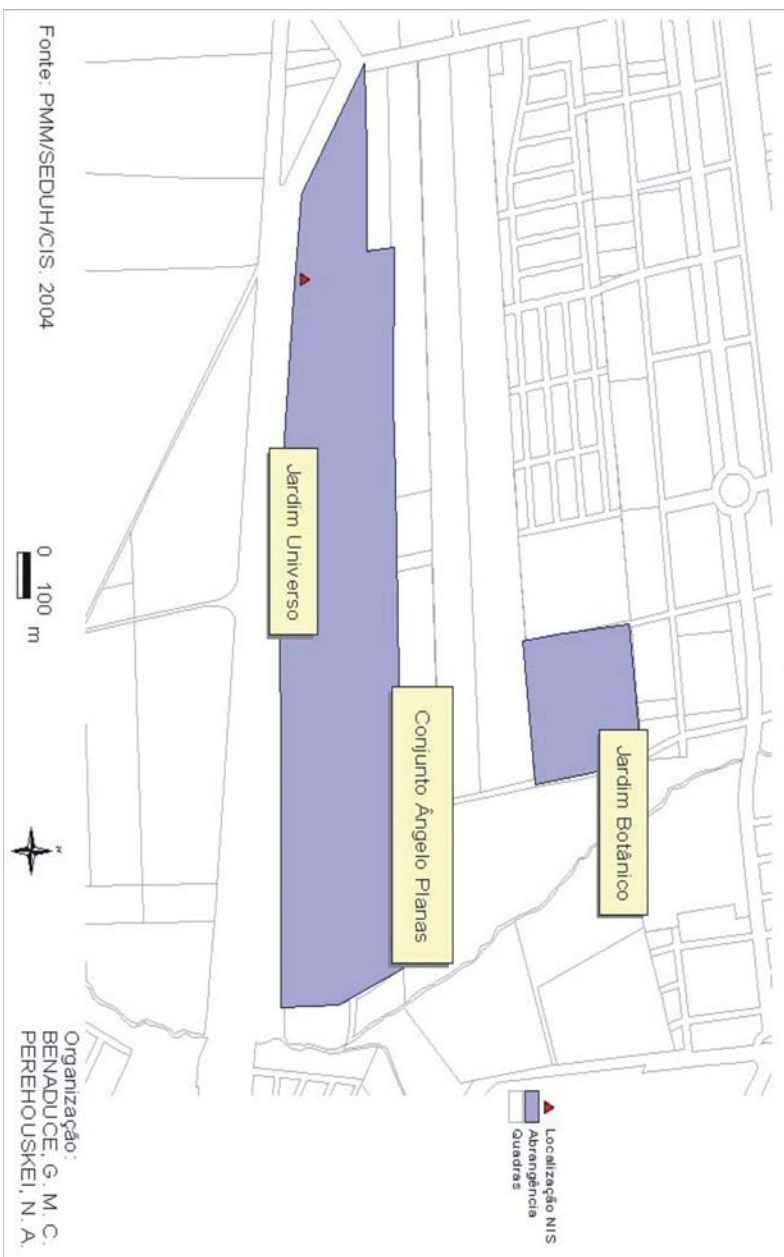 Localização NIS
Abrangência
Quadras
Jardim Botânico
Conjunto Ângelo Planas
Jardim Universo
0 100 m
N
Fonte: PMM/SEDUH/CIS. 2004
Organização:
BENADUCE, G. M. C.
PEREHOUSKEI, N. A.